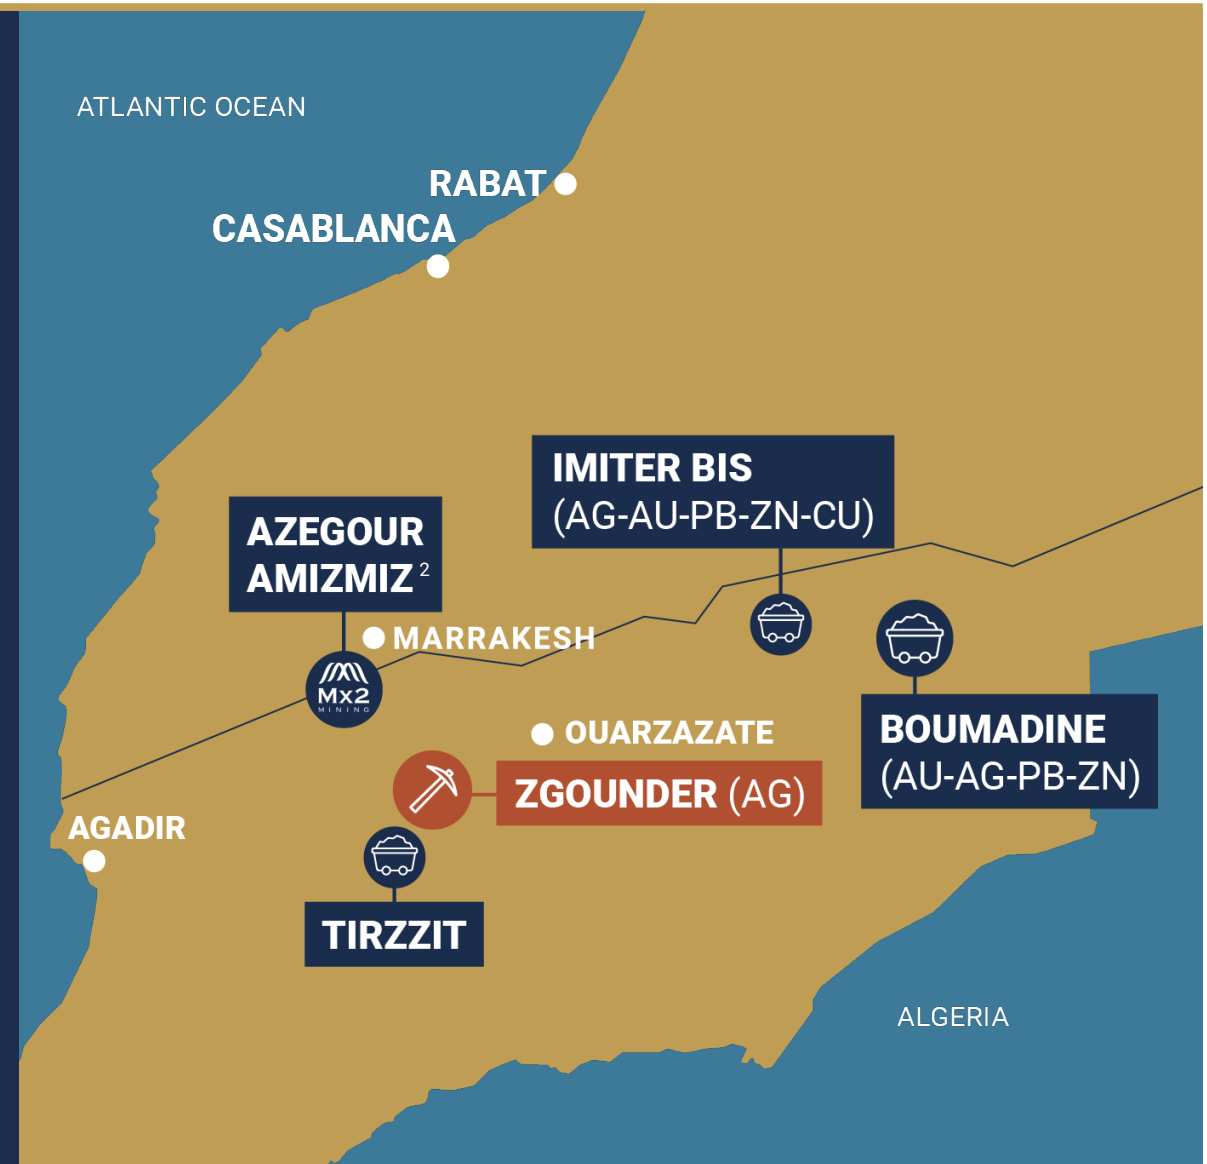 ATLANTIC OCEAN
RABAT
CASABLANCA
IMITER BIS
(AG-AU-PB-ZN-CU)
AZEGOUR
AMIZMIZ 2
MARRAKESH
Mx2
MINING
OUARZAZATE
BOUMADINE
(AU-AG-PB-ZN)
ZGOUNDER (AG)
AGADIR
TIRZZIT
ALGERIA